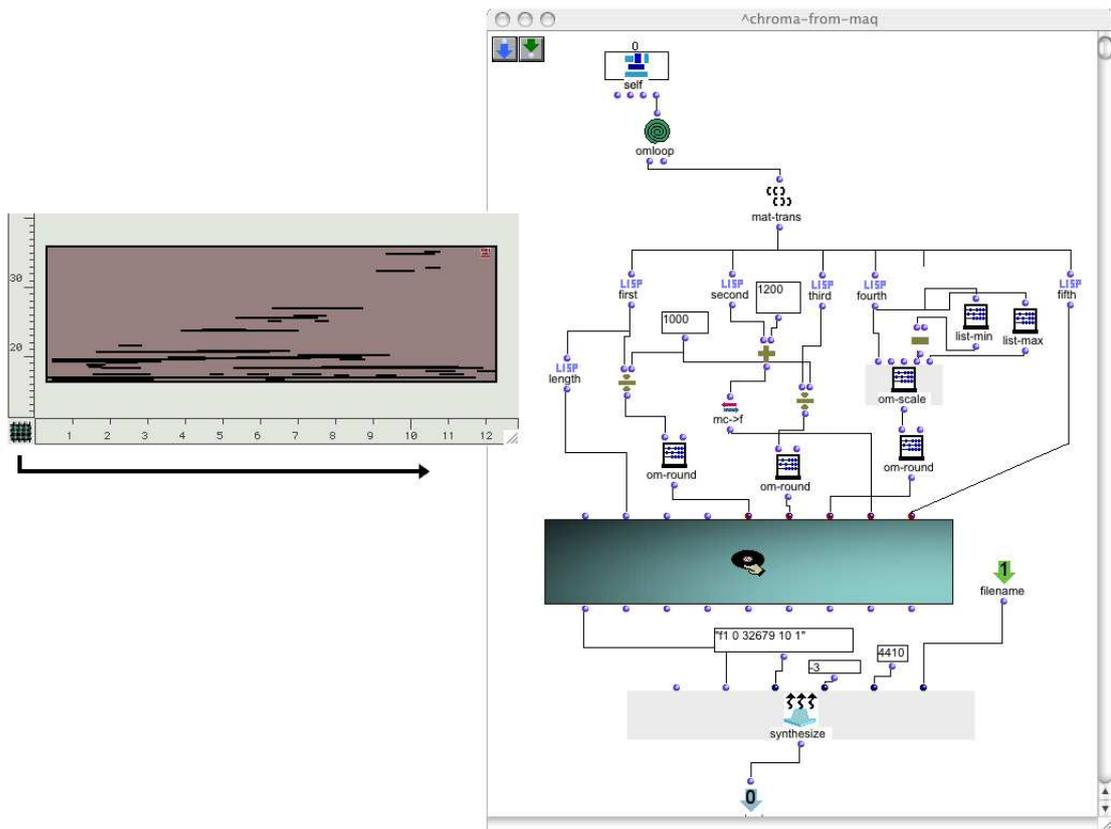 ^chroma-from-maq
0
self
omloop
mat-trans
LISP LISP LISP LISP LISP
first second third fourth fifth
1200
1000
list-min
list-max
LISP
length
om-scale
mc->f
om-round
om-round
om-round
30
20
1 2 3 4 5 6 7 8 9 10 11 12
1
filename
"f1 0 32679 10 1"
-3
4410
synthesize
0